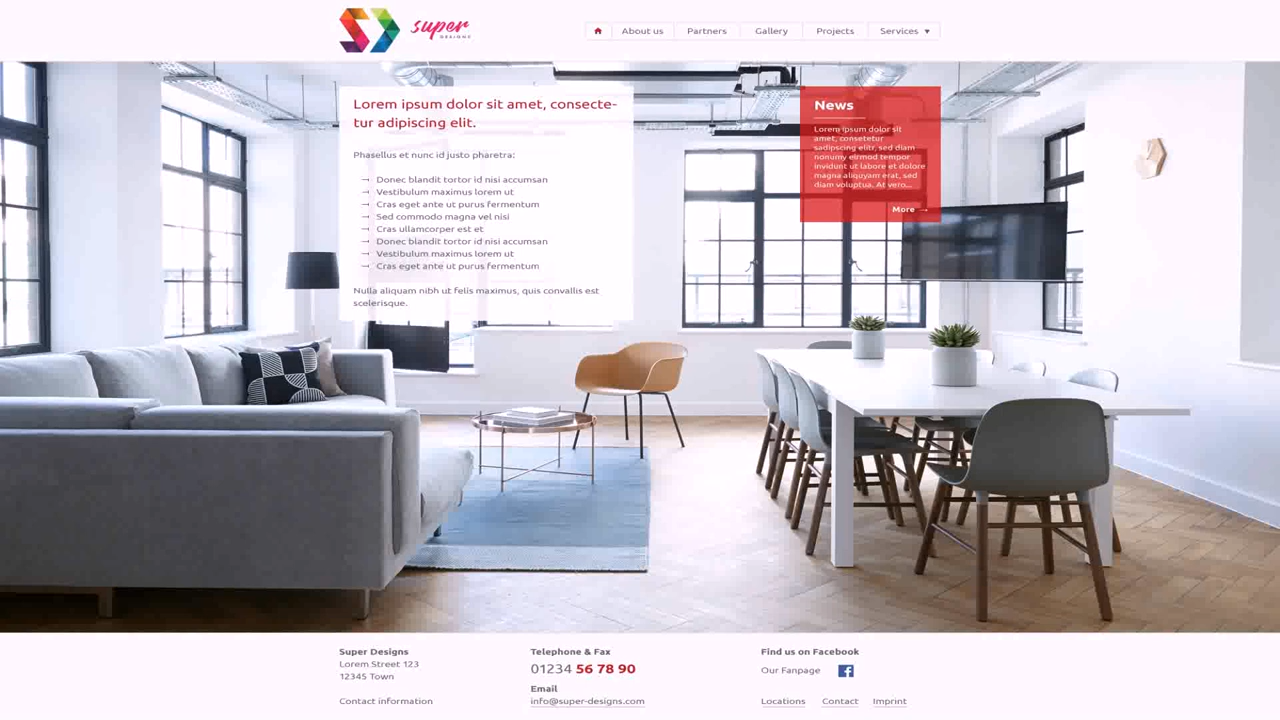 super
DESIGNS
About us
Partners
Gallery
Projects
Services
Lorem ipsum dolor sit amet, consecte-
tur adipiscing elit.
Phasellus et nunc id justo pharetra:
→ Donec blandit tortor id nisi accumsan
→ Vestibulum maximus lorem ut
→ Cras eget ante ut purus fermentum
→ Sed commodo magna vel nisi
→ Cras ullamcorper est et
→ Donec blandit tortor id nisi accumsan
→ Vestibulum maximus lorem ut
→ Cras eget ante ut purus fermentum
Nulla aliquam nibh ut felis maximus, quis convallis est
scelerisque.
News
Lorem ipsum dolor sit
amet, consetetur
sadipscing elitr, sed diam
nonumy eirmod tempor
invidunt ut labore et dolore
magna aliquyam erat, sed
diam voluptua. At vero...
More →
Super Designs
Lorem Street 123
12345 Town
Contact information
Telephone & Fax
01234 56 78 90
Email
info@super-designs.com
Find us on Facebook
Our Fanpage
Locations
Contact
Imprint